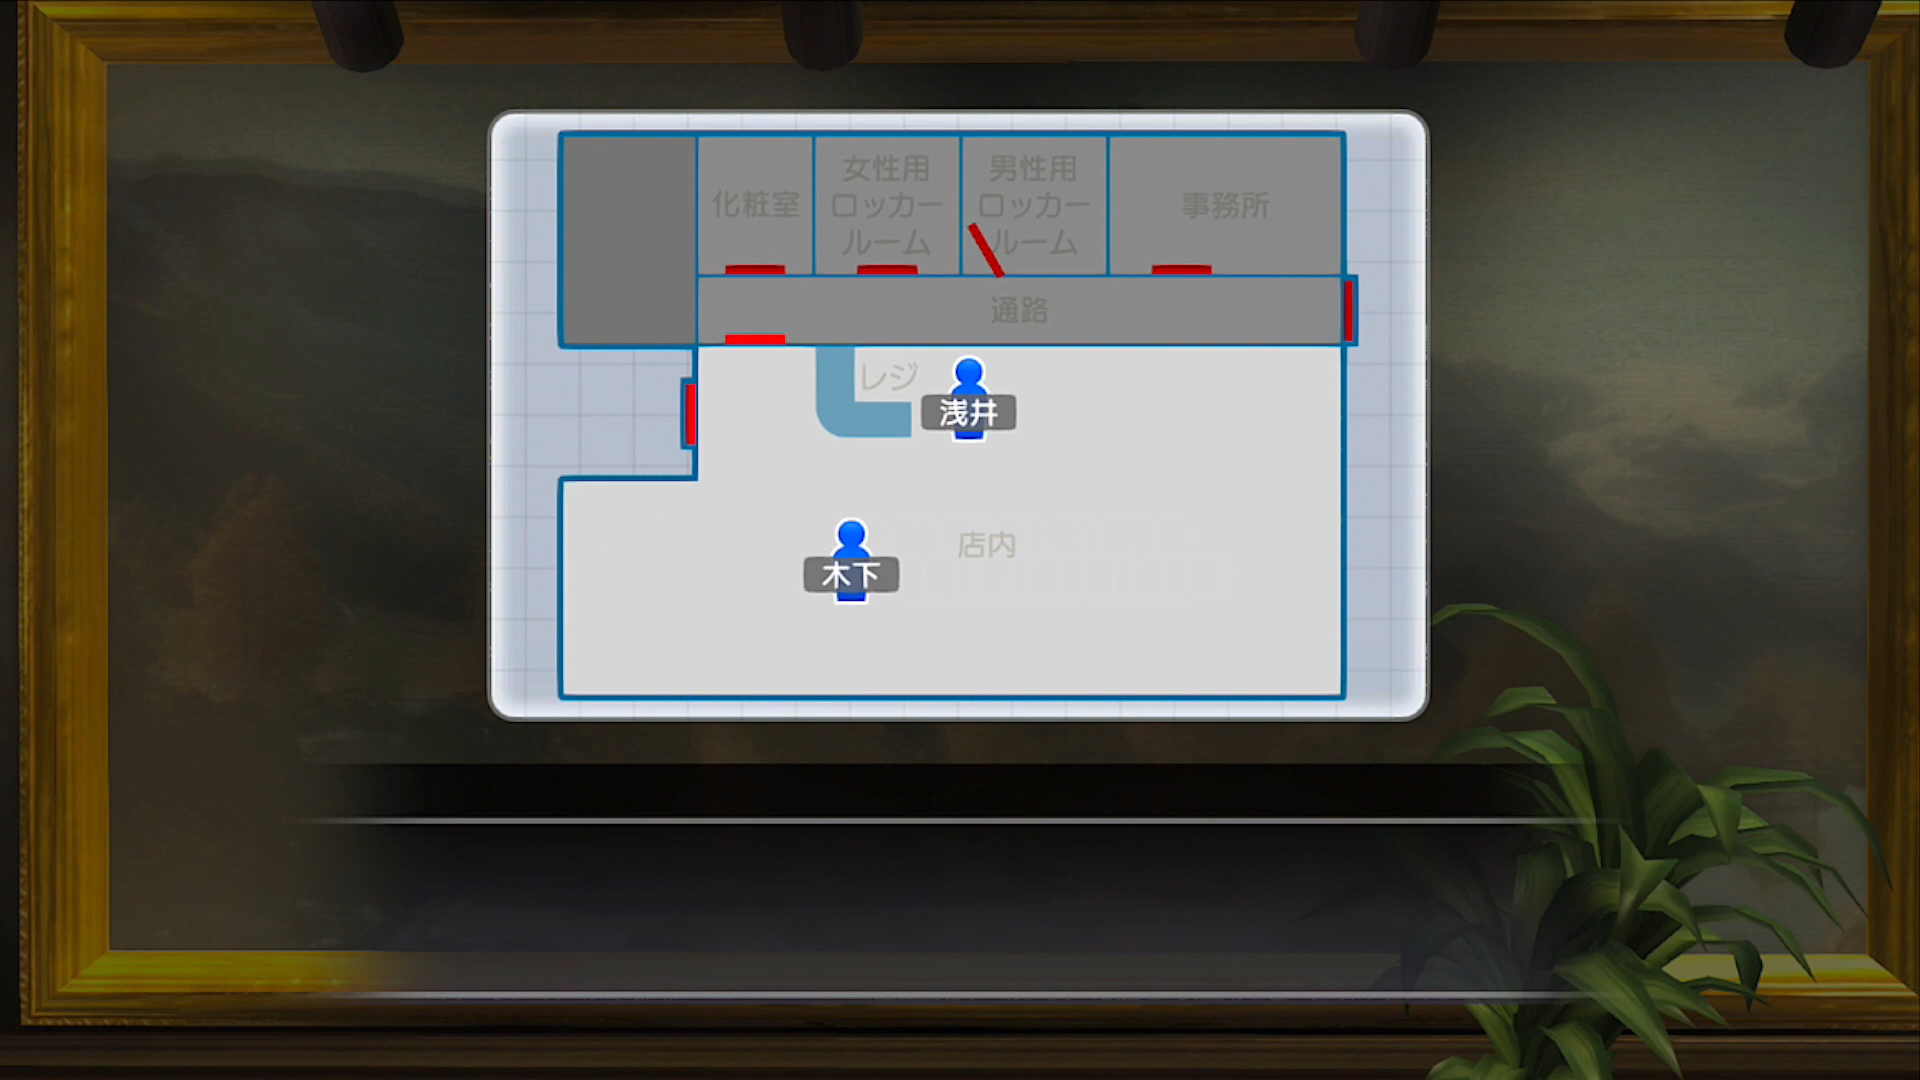 化粧室
女性用
ロッカー
ルーム
男性用
ロッカー
ルーム
事務所
通路
レジ
浅井
店内
木下